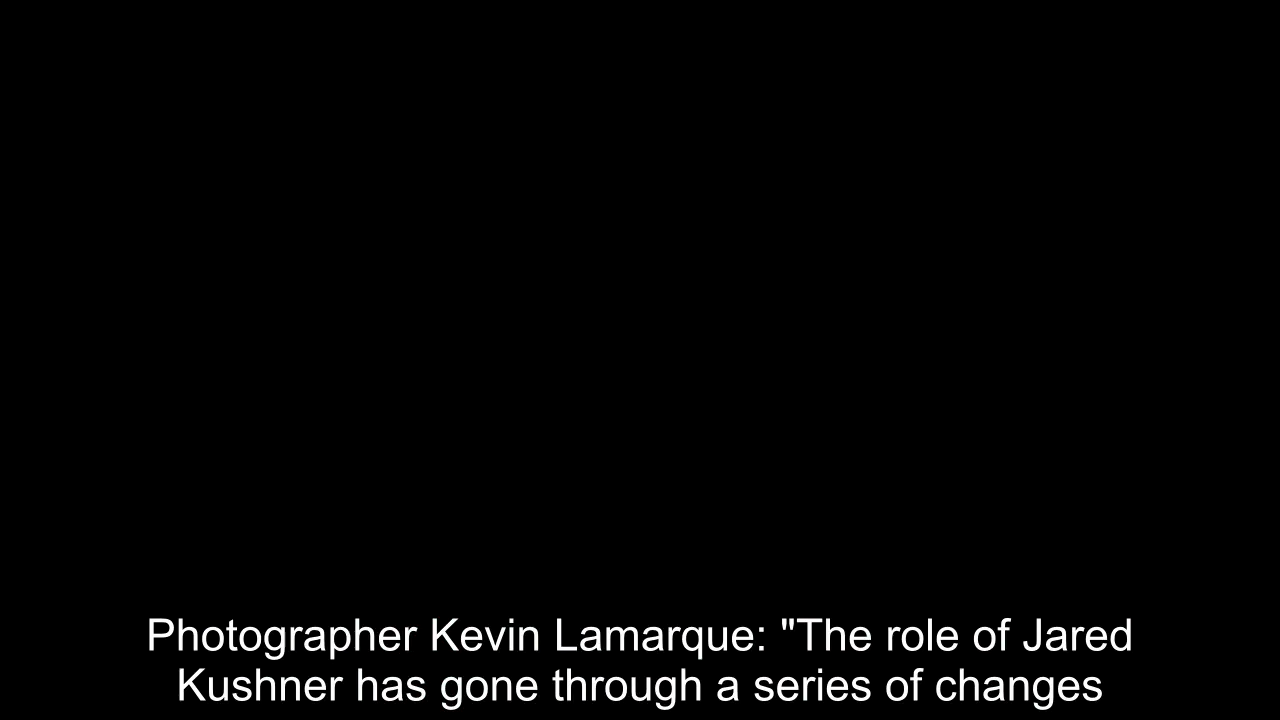 Photographer Kevin Lamarque: "The role of Jared
Kushner has gone through a series of changes